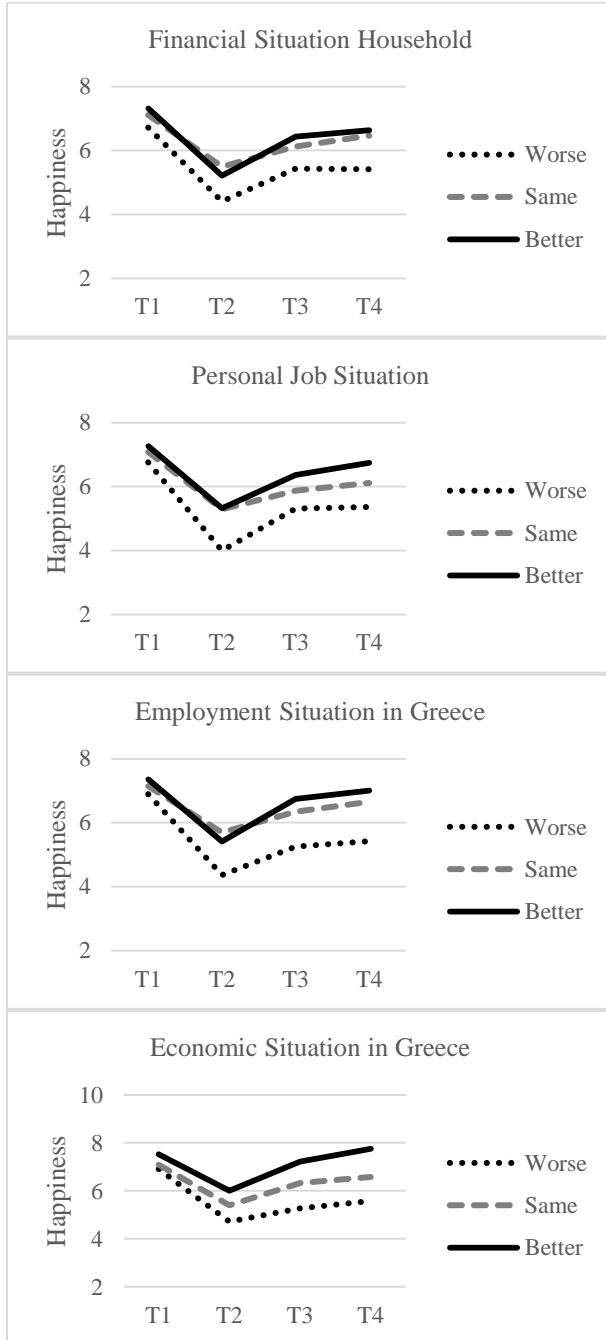 Financial Situation Household
8
6
4
2
Happiness
T1 T2 T3 T4
Worse
Same
Better
Personal Job Situation
8
6
4
2
Happiness
T1 T2 T3 T4
Worse
Same
Better
Employment Situation in Greece
8
6
4
2
Happiness
T1 T2 T3 T4
Worse
Same
Better
Economic Situation in Greece
10
8
6
4
2
Happiness
T1 T2 T3 T4
Worse
Same
Better